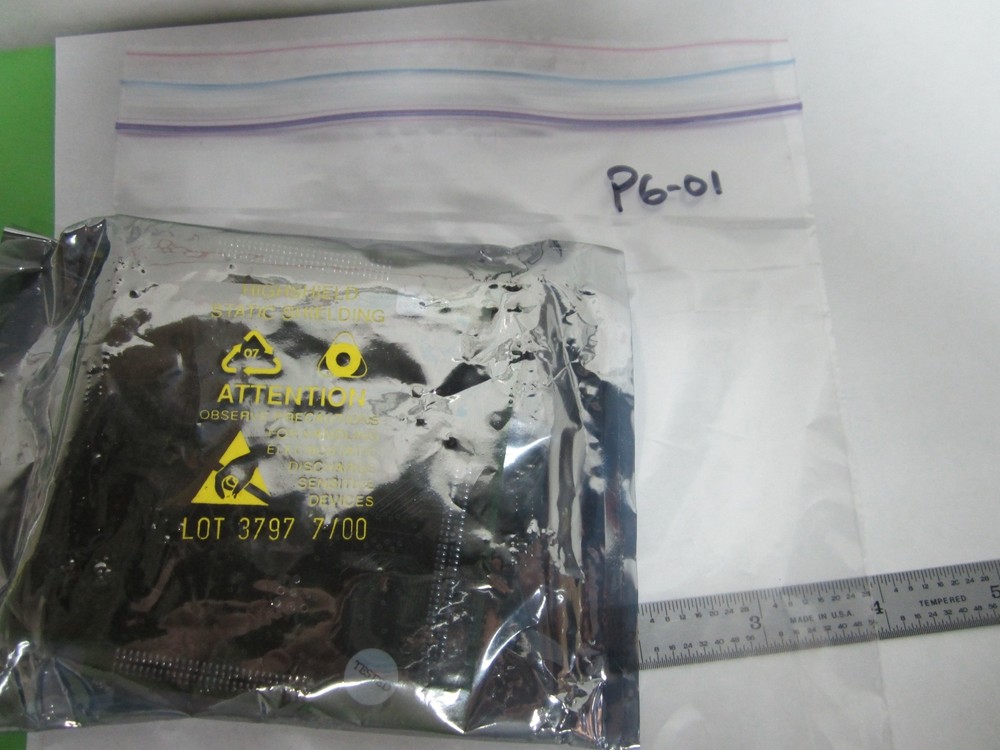 P6-01
HIGHSHIELD
STATIC SHIELDING
07
ATTENTION
OBSERVE PRECAUTIONS
FOR HANDLING
DISCHARGE
SENSITIVE
DEVICES
LOT 3797 7/00
TESTED
3
MADE IN U.S.A.
4
TEMPERED
5